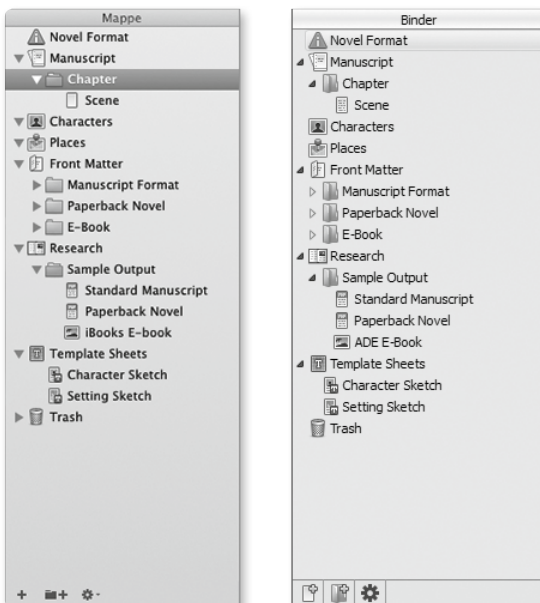 Mappe
Novel Format
Manuscript
Chapter
Scene
Characters
Places
Front Matter
Manuscript Format
Paperback Novel
E-Book
Research
Sample Output
Standard Manuscript
Paperback Novel
iBooks E-book
Template Sheets
Character Sketch
Setting Sketch
Trash
Binder
Novel Format
Manuscript
Chapter
Scene
Characters
Places
Front Matter
Manuscript Format
Paperback Novel
E-Book
Research
Sample Output
Standard Manuscript
Paperback Novel
ADE E-Book
Template Sheets
Character Sketch
Setting Sketch
Trash